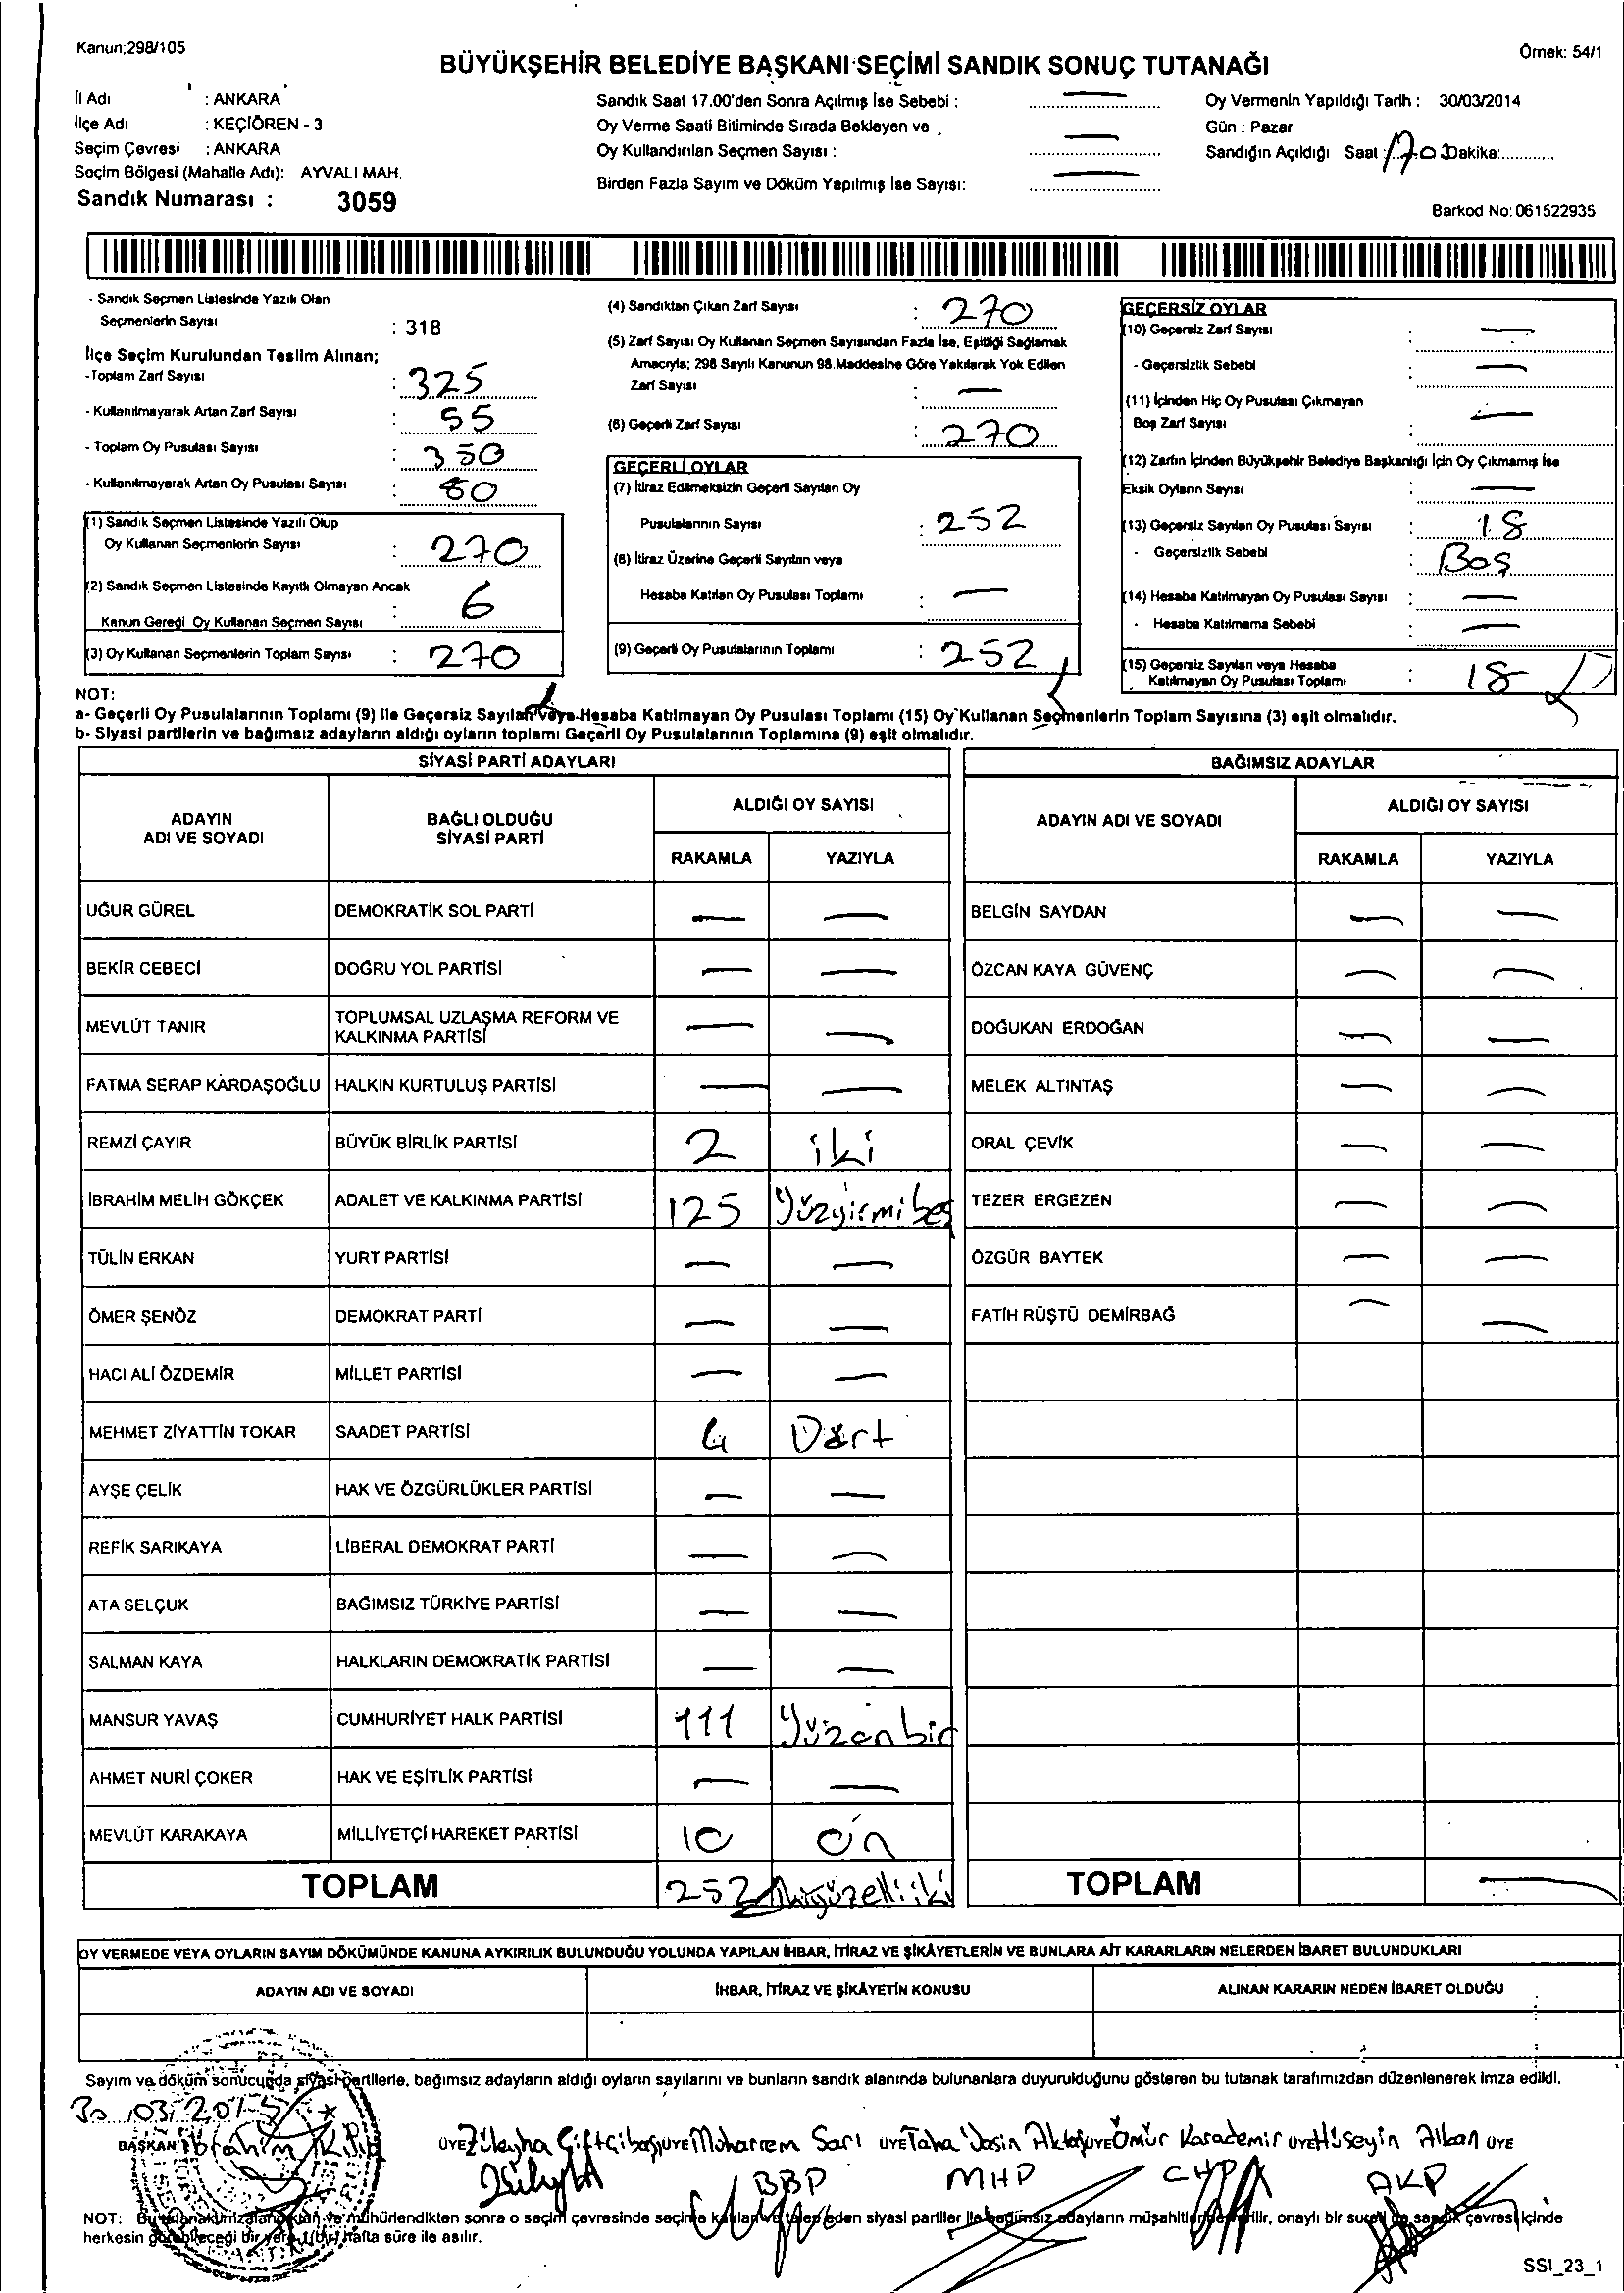 Kanun;298/105
Örnek: 54/1
BÜYÜKŞEHİR BELEDİYE BAŞKANI SEÇİMİ SANDIK SONUÇ TUTANAĞI
İl Adı : ANKARA
İlçe Adı : KEÇİÖREN - 3
Seçim Çevresi : ANKARA
Seçim Bölgesi (Mahalle Adı): AYVALI MAH.
Sandık Numarası : 3059
Sandık Saat 17.00'den Sonra Açılmış İse Sebebi : —
Oy Verme Saati Bitiminde Sırada Bekleyen ve
Oy Kullandırılan Seçmen Sayısı : —
Birden Fazla Sayım ve Döküm Yapılmış İse Sayısı: —
Oy Vermenin Yapıldığı Tarih : 30/03/2014
Gün : Pazar
Sandığın Açıldığı Saat : 17.00 Dakika:
Barkod No: 061522935
- Sandık Seçmen Listesinde Yazılı Olan
Seçmenlerin Sayısı : 318
İlçe Seçim Kurulundan Teslim Alınan;
-Toplam Zarf Sayısı : 325
- Kullanılmayarak Artan Zarf Sayısı : 55
- Toplam Oy Pusulası Sayısı : 350
- Kullanılmayarak Artan Oy Pusulası Sayısı : 80
(1) Sandık Seçmen Listesinde Yazılı Olup
Oy Kullanan Seçmenlerin Sayısı : 270
(2) Sandık Seçmen Listesinde Kayıtlı Olmayan Ancak
Kanun Gereği Oy Kullanan Seçmen Sayısı : 6
(3) Oy Kullanan Seçmenlerin Toplam Sayısı : 270
(4) Sandıktan Çıkan Zarf Sayısı : 270
(5) Zarf Sayısı Oy Kullanan Seçmen Sayısından Fazla İse, Eşitliği Sağlamak
Amacıyla; 298 Sayılı Kanunun 98.Maddesine Göre Yakılarak Yok Edilen
Zarf Sayısı : —
(6) Geçerli Zarf Sayısı : 270
GEÇERLİ OYLAR
(7) İtiraz Edilmeksizin Geçerli Sayılan Oy
Pusulalarının Sayısı : 252
(8) İtiraz Üzerine Geçerli Sayılan veya
Hesaba Katılan Oy Pusulası Toplamı : —
(9) Geçerli Oy Pusulalarının Toplamı : 252
GEÇERSİZ OYLAR
(10) Geçersiz Zarf Sayısı : —
- Geçersizlik Sebebi : —
(11) İçinden Hiç Oy Pusulası Çıkmayan
Boş Zarf Sayısı : —
(12) Zarfın İçinden Büyükşehir Belediye Başkanlığı İçin Oy Çıkmamış İse
Eksik Oyların Sayısı : —
(13) Geçersiz Sayılan Oy Pusulası Sayısı : 18
- Geçersizlik Sebebi : Boş
(14) Hesaba Katılmayan Oy Pusulası Sayısı : —
- Hesaba Katılmama Sebebi : —
(15) Geçersiz Sayılan veya Hesaba
Katılmayan Oy Pusulası Toplamı : 18
NOT:
a- Geçerli Oy Pusulalarının Toplamı (9) ile Geçersiz Sayılan veya Hesaba Katılmayan Oy Pusulası Toplamı (15) Oy Kullanan Seçmenlerin Toplam Sayısına (3) eşit olmalıdır.
b- Siyasi partilerin ve bağımsız adayların aldığı oyların toplamı Geçerli Oy Pusulalarının Toplamına (9) eşit olmalıdır.
SİYASİ PARTİ ADAYLARI
ADAYIN ADI VE SOYADI BAĞLI OLDUĞU SİYASİ PARTİ ALDIĞI OY SAYISI
RAKAMLA YAZIYLA
UĞUR GÜREL DEMOKRATİK SOL PARTİ — —
BEKİR CEBECİ DOĞRU YOL PARTİSİ — —
MEVLÜT TANIR TOPLUMSAL UZLAŞMA REFORM VE KALKINMA PARTİSİ — —
FATMA SERAP KARDAŞOĞLU HALKIN KURTULUŞ PARTİSİ — —
REMZİ ÇAYIR BÜYÜK BİRLİK PARTİSİ 2 iki
İBRAHİM MELİH GÖKÇEK ADALET VE KALKINMA PARTİSİ 125 Yüzyirmibeş
TÜLİN ERKAN YURT PARTİSİ — —
ÖMER ŞENÖZ DEMOKRAT PARTİ — —
HACI ALİ ÖZDEMİR MİLLET PARTİSİ — —
MEHMET ZİYATTİN TOKAR SAADET PARTİSİ 4 Dört
AYŞE ÇELİK HAK VE ÖZGÜRLÜKLER PARTİSİ — —
REFİK SARIKAYA LİBERAL DEMOKRAT PARTİ — —
ATA SELÇUK BAĞIMSIZ TÜRKİYE PARTİSİ — —
SALMAN KAYA HALKLARIN DEMOKRATİK PARTİSİ — —
MANSUR YAVAŞ CUMHURİYET HALK PARTİSİ 111 Yüzonbir
AHMET NURİ ÇOKER HAK VE EŞİTLİK PARTİSİ — —
MEVLÜT KARAKAYA MİLLİYETÇİ HAREKET PARTİSİ 10 On
TOPLAM 252 ikiyüzelliiki
BAĞIMSIZ ADAYLAR
ADAYIN ADI VE SOYADI ALDIĞI OY SAYISI
RAKAMLA YAZIYLA
BELGİN SAYDAN — —
ÖZCAN KAYA GÜVENÇ — —
DOĞUKAN ERDOĞAN — —
MELEK ALTINTAŞ — —
ORAL ÇEVİK — —
TEZER ERGEZEN — —
ÖZGÜR BAYTEK — —
FATİH RÜŞTÜ DEMİRBAĞ — —
TOPLAM —
OY VERMEDE VEYA OYLARIN SAYIM DÖKÜMÜNDE KANUNA AYKIRILIK BULUNDUĞU YOLUNDA YAPILAN İHBAR, İTİRAZ VE ŞİKÂYETLERİN VE BUNLARA AİT KARARLARIN NELERDEN İBARET BULUNDUKLARI
ADAYIN ADI VE SOYADI İHBAR, İTİRAZ VE ŞİKÂYETİN KONUSU ALINAN KARARIN NEDEN İBARET OLDUĞU
Sayım ve döküm sonucunda siyasi partilerle, bağımsız adayların aldığı oyların sayılarını ve bunların sandık alanında bulunanlara duyurulduğunu gösteren bu tutanak tarafımızdan düzenlenerek imza edildi.
BAŞKAN İbrahim ÜYE Züleyha Çiftçibaşı ÜYE Muharrem Sarı ÜYE Taha Yasin Aktaş ÜYE Ömür Karademir ÜYE Hüseyin Alkan ÜYE
BBP MHP CHP AKP
NOT: Bu tutanak imzalandıktan ve mühürlendikten sonra o seçim çevresinde seçime katılan ve talep eden siyasi partiler ile bağımsız adayların müşahitlerine verilir, onaylı bir sureti de sandık çevresi içinde
herkesin görebileceği bir yere 1 (bir) hafta süre ile asılır.
SSI_23_1